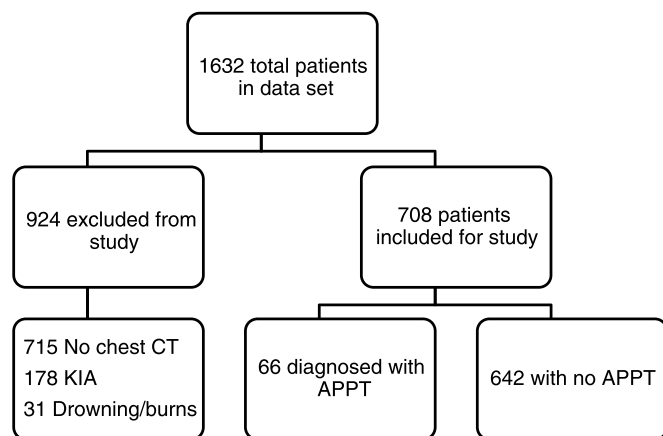 1632 total patients
in data set
924 excluded from
study
708 patients
included for study
715 No chest CT
178 KIA
31 Drowning/burns
66 diagnosed with
APPT
642 with no APPT